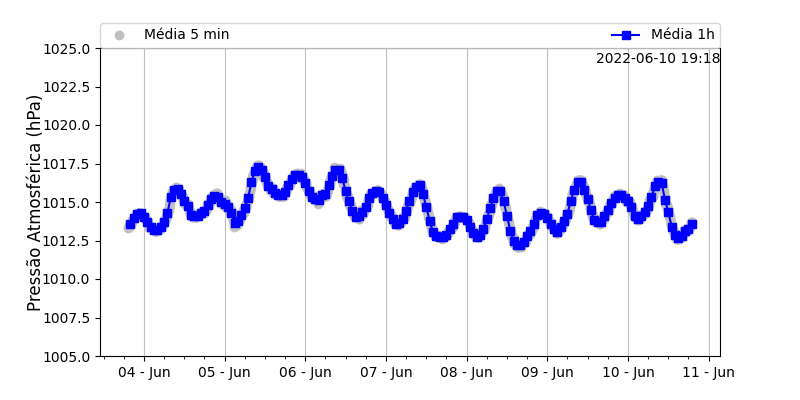 Média 5 min
Média 1h
2022-06-10 19:18
Pressão Atmosférica (hPa)
1025.0
1022.5
1020.0
1017.5
1015.0
1012.5
1010.0
1007.5
1005.0
04 - Jun
05 - Jun
06 - Jun
07 - Jun
08 - Jun
09 - Jun
10 - Jun
11 - Jun